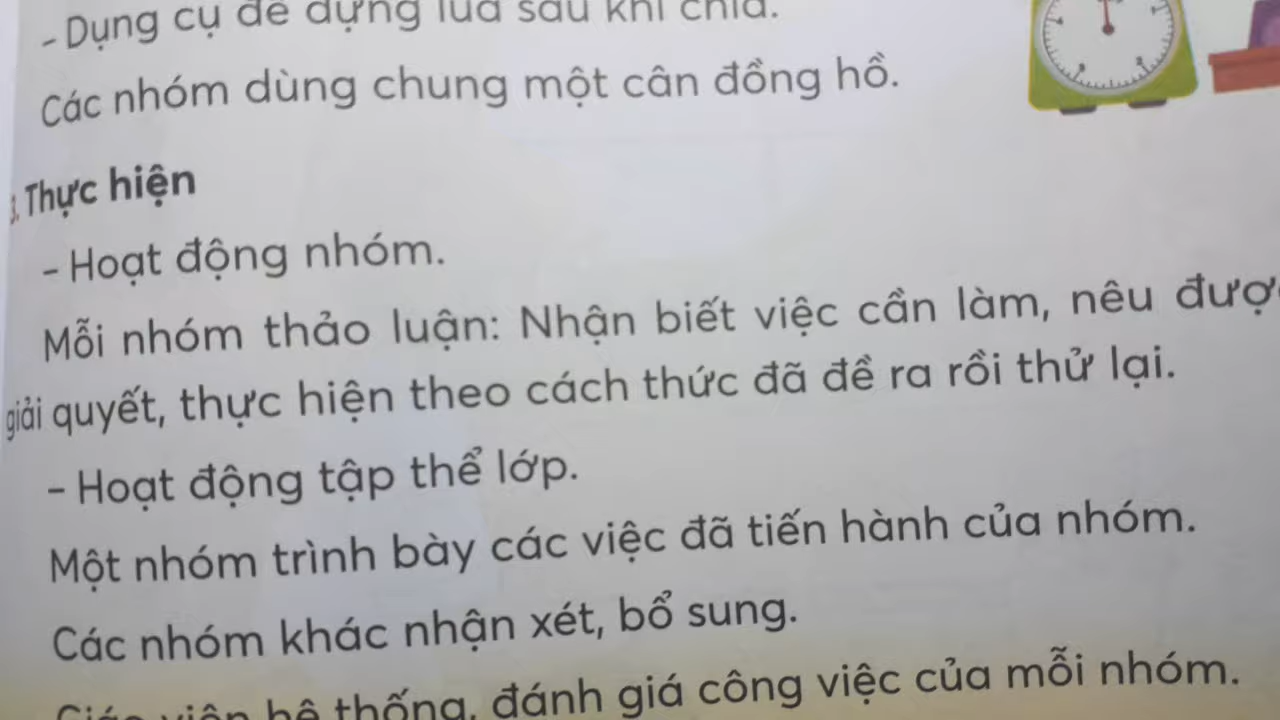 - Dụng cụ để đựng lúa sau khi chia.
Các nhóm dùng chung một cân đồng hồ.
3. Thực hiện
- Hoạt động nhóm.
Mỗi nhóm thảo luận: Nhận biết việc cần làm, nêu đượ
giải quyết, thực hiện theo cách thức đã đề ra rồi thử lại.
- Hoạt động tập thể lớp.
Một nhóm trình bày các việc đã tiến hành của nhóm.
Các nhóm khác nhận xét, bổ sung.
Giáo viên hệ thống, đánh giá công việc của mỗi nhóm.